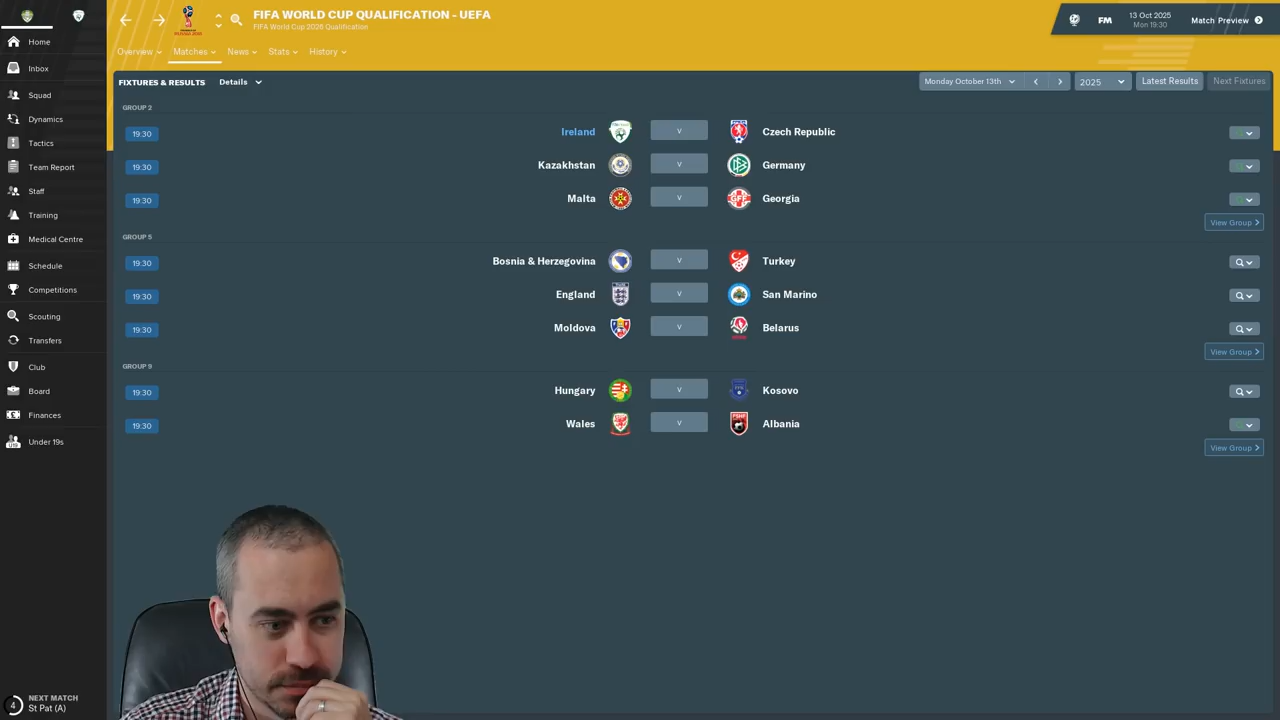 FIFA WORLD CUP QUALIFICATION - UEFA
FIFA World Cup 2026 Qualification
FM
13 Oct 2025
Mon 19:30
Match Preview
Overview
Matches
News
Stats
History
Home
Inbox
Squad
Dynamics
Tactics
Team Report
Staff
Training
Medical Centre
Schedule
Competitions
Scouting
Transfers
Club
Board
Finances
Under 19s
4
NEXT MATCH
St Pat (A)
FIXTURES & RESULTS
Details
Monday October 13th
2025
Latest Results
Next Fixtures
GROUP 2
19:30 Ireland v Czech Republic
19:30 Kazakhstan v Germany
19:30 Malta v Georgia
View Group
GROUP 5
19:30 Bosnia & Herzegovina v Turkey
19:30 England v San Marino
19:30 Moldova v Belarus
View Group
GROUP 9
19:30 Hungary v Kosovo
19:30 Wales v Albania
View Group